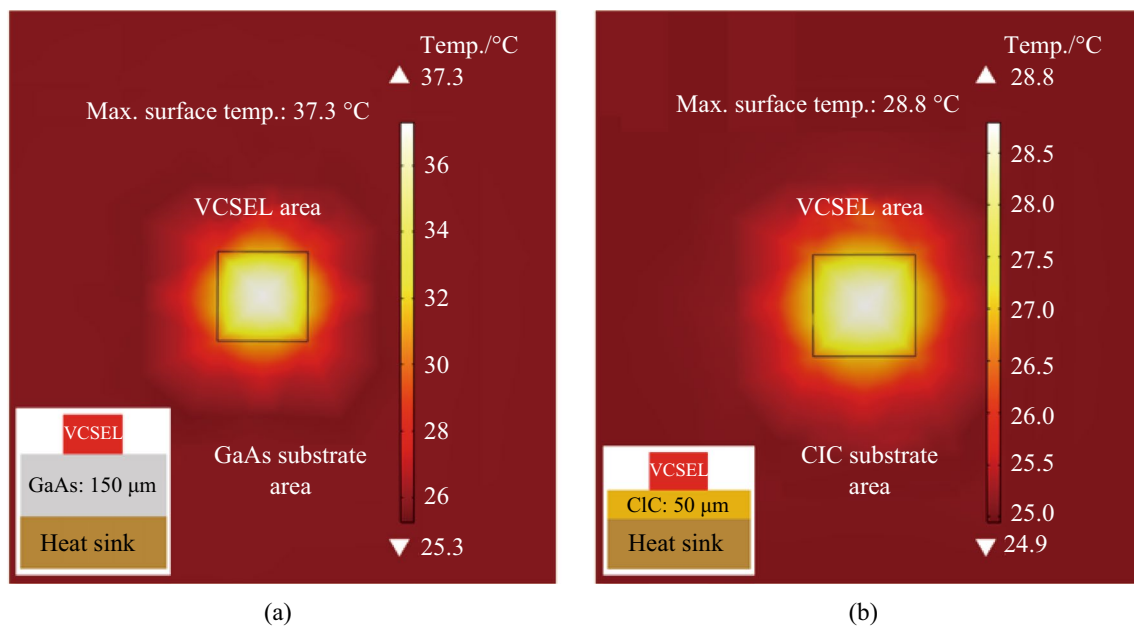 Temp./°C
37.3
Max. surface temp.: 37.3 °C
36
34
32
30
28
26
25.3
VCSEL area
GaAs substrate
area
VCSEL
GaAs: 150 μm
Heat sink
(a)
Temp./°C
28.8
Max. surface temp.: 28.8 °C
28.5
28.0
27.5
27.0
26.5
26.0
25.5
25.0
24.9
VCSEL area
CIC substrate
area
VCSEL
CIC: 50 μm
Heat sink
(b)